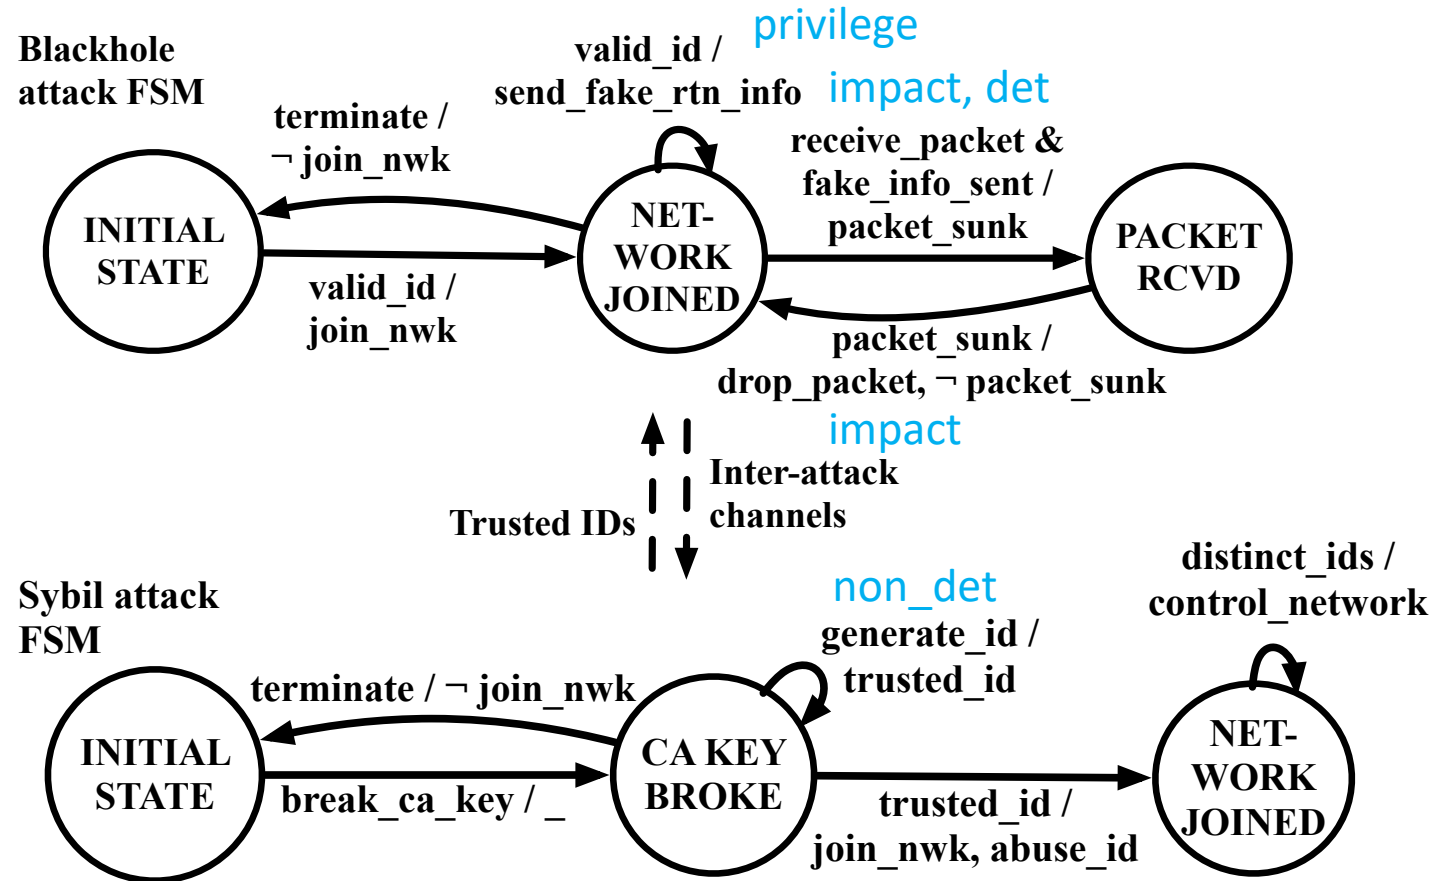 Blackhole
attack FSM
privilege
valid_id /
send_fake_rtn_info
impact, det
terminate /
¬ join_nwk
receive_packet &
fake_info_sent /
packet_sunk
INITIAL
STATE
NET-
WORK
JOINED
PACKET
RCVD
valid_id /
join_nwk
packet_sunk /
drop_packet, ¬ packet_sunk
impact
Trusted IDs
Inter-attack
channels
Sybil attack
FSM
non_det
generate_id /
trusted_id
distinct_ids /
control_network
terminate / ¬ join_nwk
INITIAL
STATE
CA KEY
BROKE
NET-
WORK
JOINED
break_ca_key / _
trusted_id /
join_nwk, abuse_id